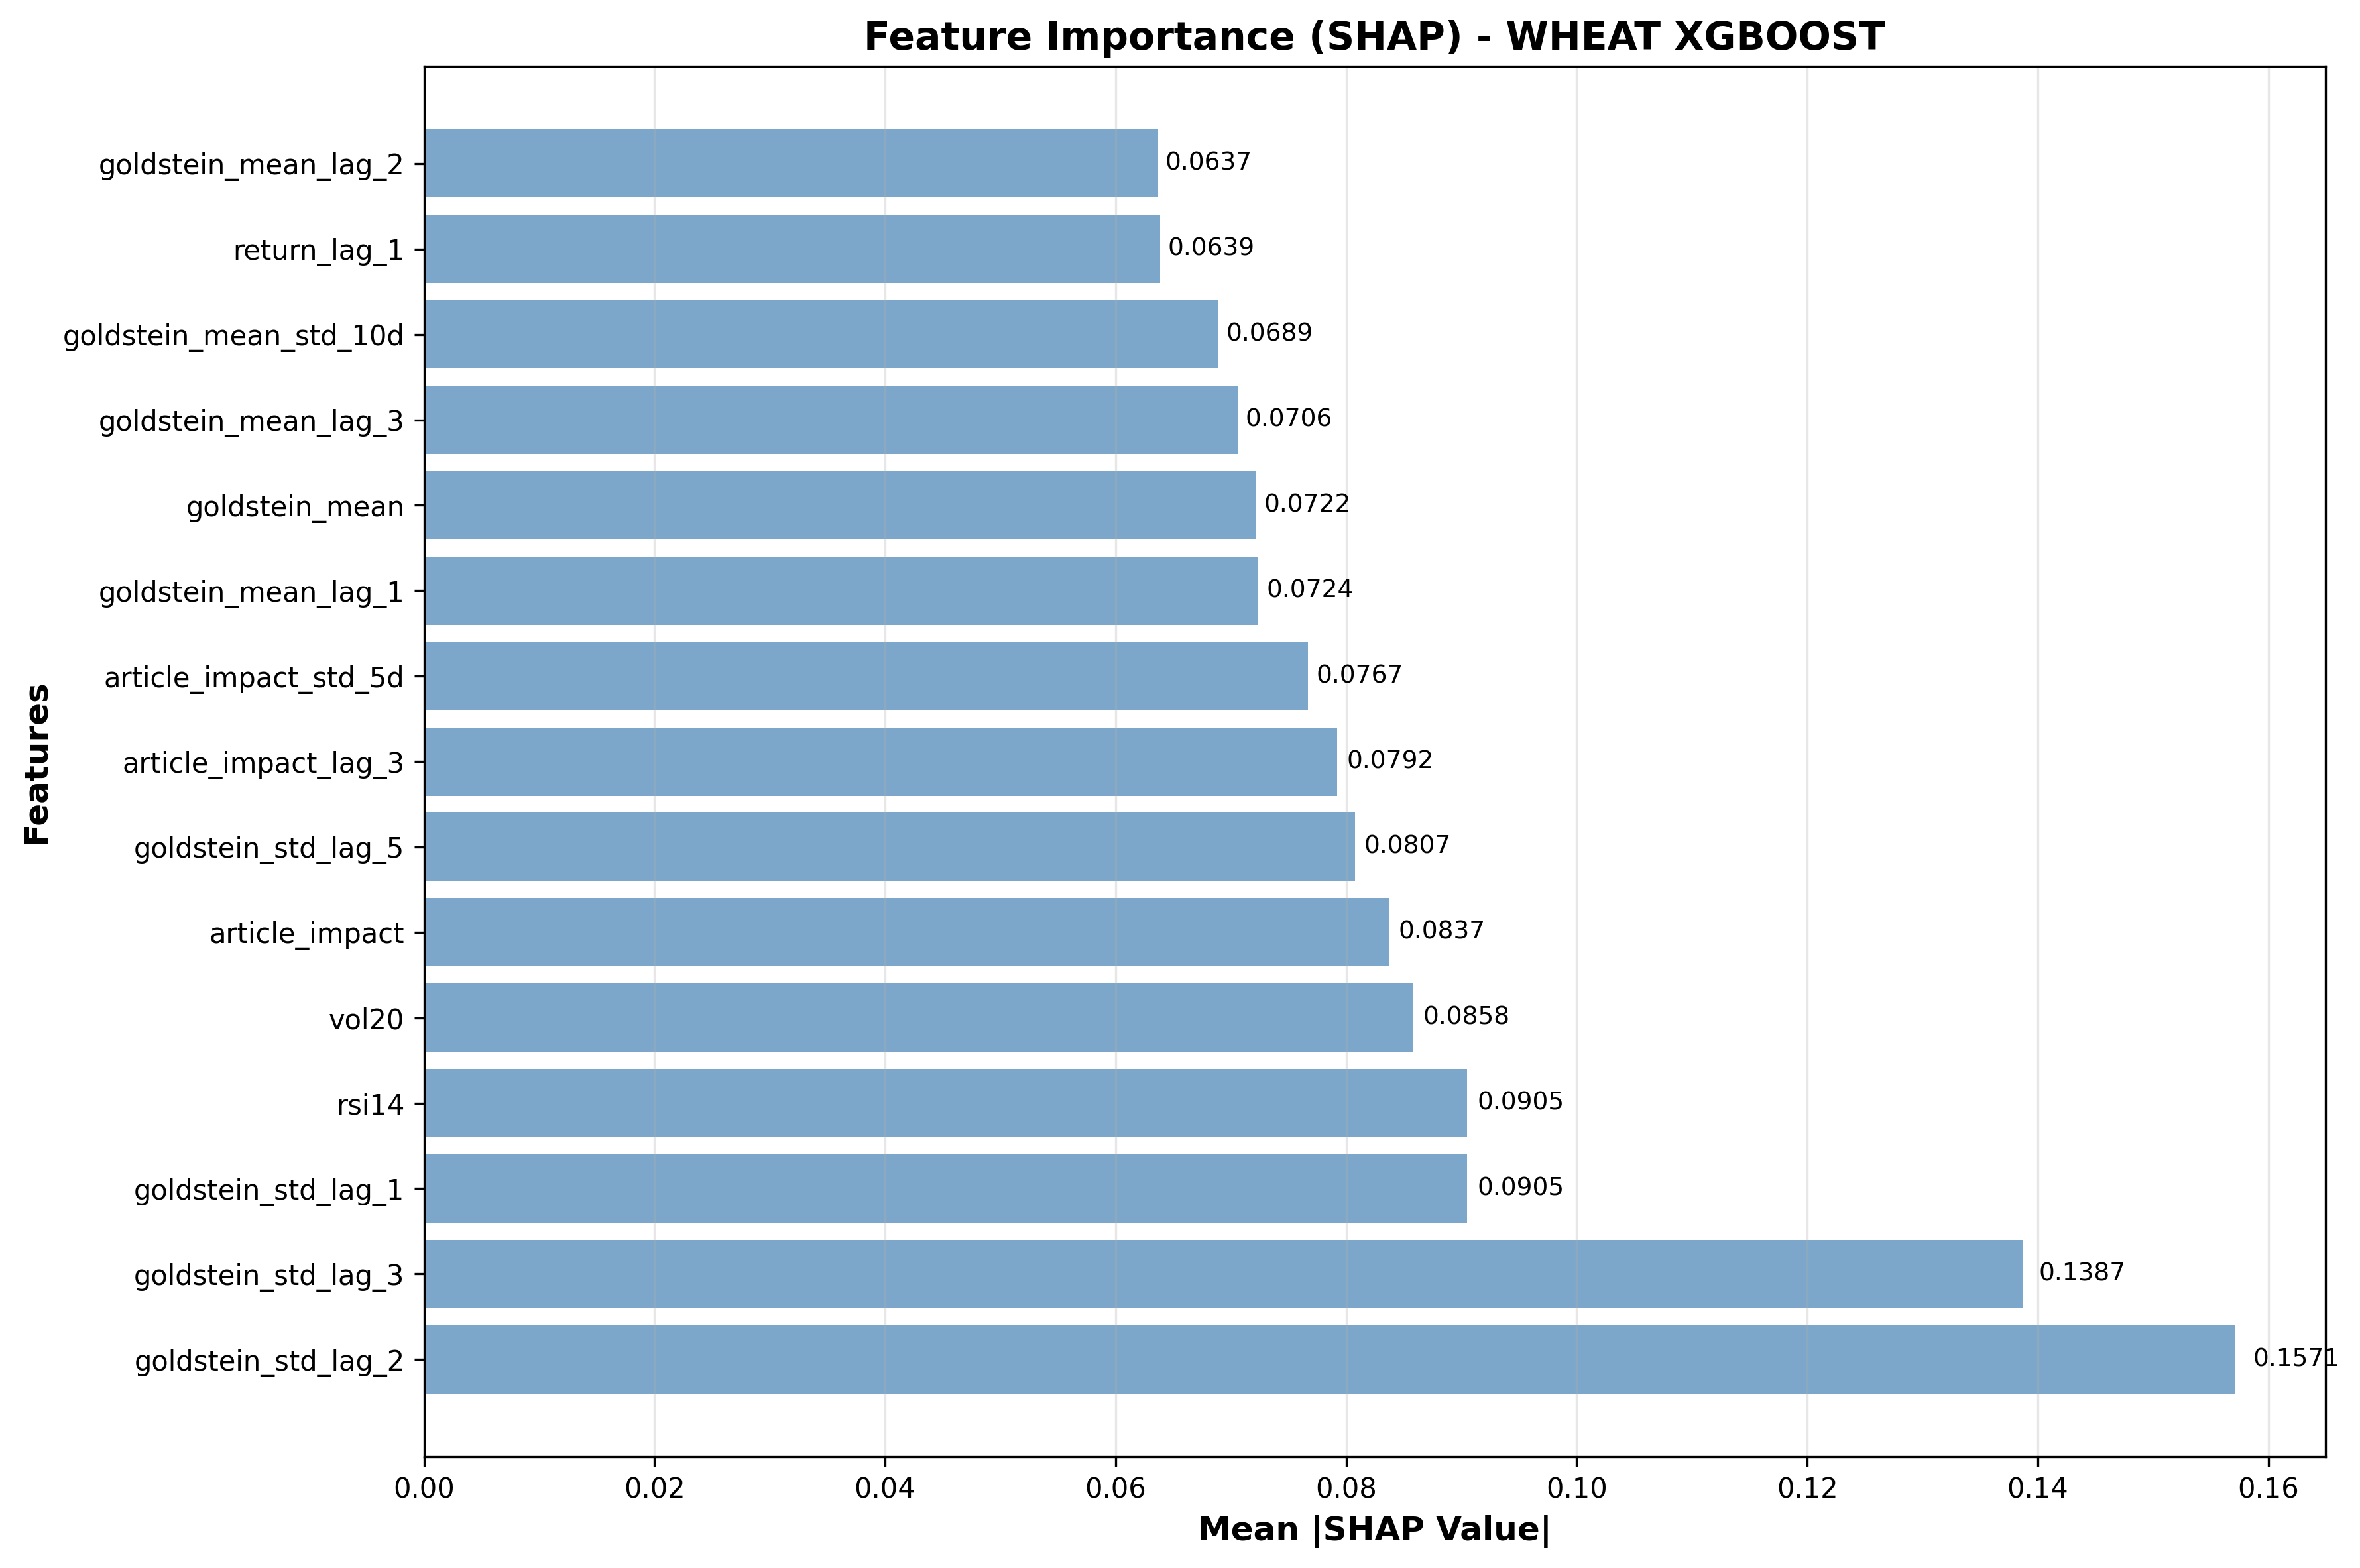 Feature Importance (SHAP) - WHEAT XGBOOST
Features
goldstein_mean_lag_2 0.0637
return_lag_1 0.0639
goldstein_mean_std_10d 0.0689
goldstein_mean_lag_3 0.0706
goldstein_mean 0.0722
goldstein_mean_lag_1 0.0724
article_impact_std_5d 0.0767
article_impact_lag_3 0.0792
goldstein_std_lag_5 0.0807
article_impact 0.0837
vol20 0.0858
rsi14 0.0905
goldstein_std_lag_1 0.0905
goldstein_std_lag_3 0.1387
goldstein_std_lag_2 0.1571
0.00 0.02 0.04 0.06 0.08 0.10 0.12 0.14 0.16
Mean |SHAP Value|